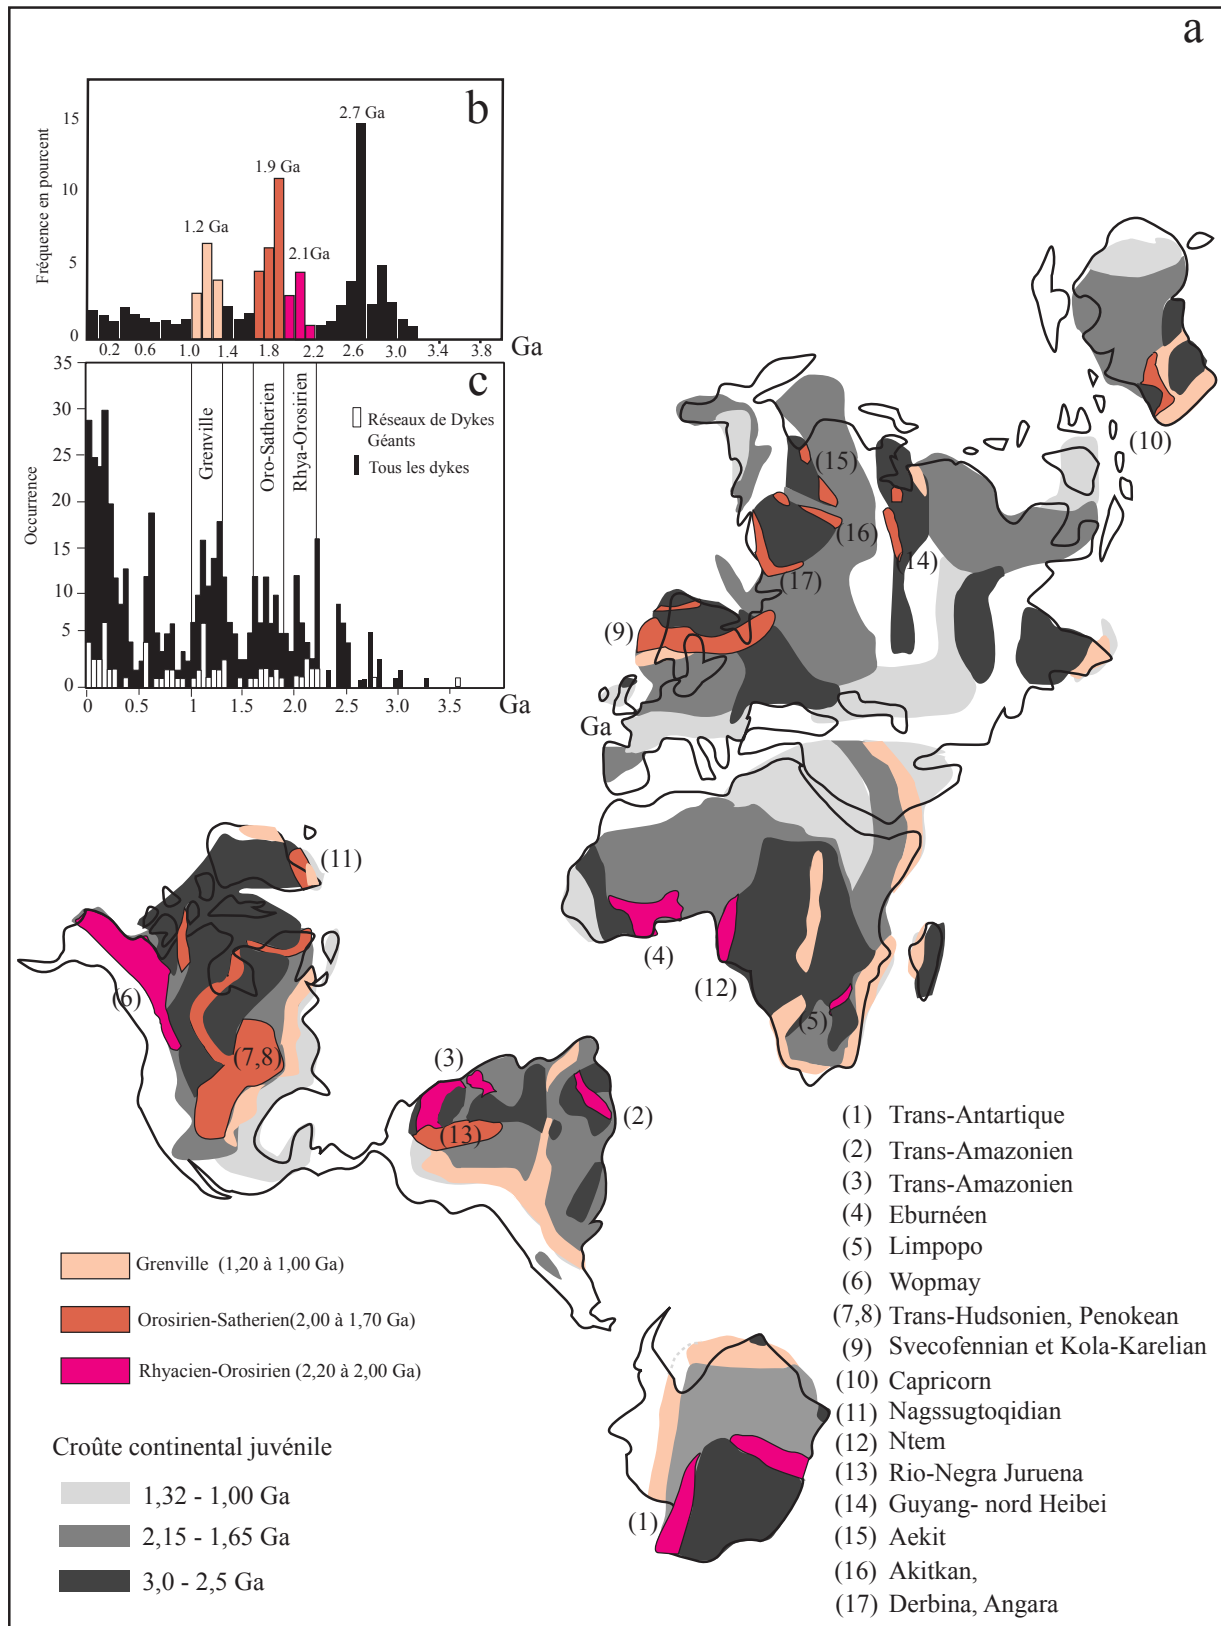 a
b
Fréquence en pourcent
15
10
5
0
1.2 Ga
1.9 Ga
2.1Ga
2.7 Ga
0.2 0.6 1.0 1.4 1.8 2.2 2.6 3.0 3.4 3.8 Ga
c
Occurrence
35
30
25
20
15
10
5
0
Grenville
Oro-Satherien
Rhya-Orosirien
Réseaux de Dykes
Géants
Tous les dykes
0 0.5 1 1.5 2.0 2.5 3.0 3.5 Ga
(10)
(15)
(16)
(14)
(17)
(9)
Ga
(11)
(6)
(7,8)
(4)
(12)
(5)
(3)
(2)
(13)
(1)
Grenville (1,20 à 1,00 Ga)
Orosirien-Satherien(2,00 à 1,70 Ga)
Rhyacien-Orosirien (2,20 à 2,00 Ga)
Croûte continental juvénile
1,32 - 1,00 Ga
2,15 - 1,65 Ga
3,0 - 2,5 Ga
(1) Trans-Antartique
(2) Trans-Amazonien
(3) Trans-Amazonien
(4) Eburnéen
(5) Limpopo
(6) Wopmay
(7,8) Trans-Hudsonien, Penokean
(9) Svecofennian et Kola-Karelian
(10) Capricorn
(11) Nagssugtoqidian
(12) Ntem
(13) Rio-Negra Juruena
(14) Guyang- nord Heibei
(15) Aekit
(16) Akitkan,
(17) Derbina, Angara